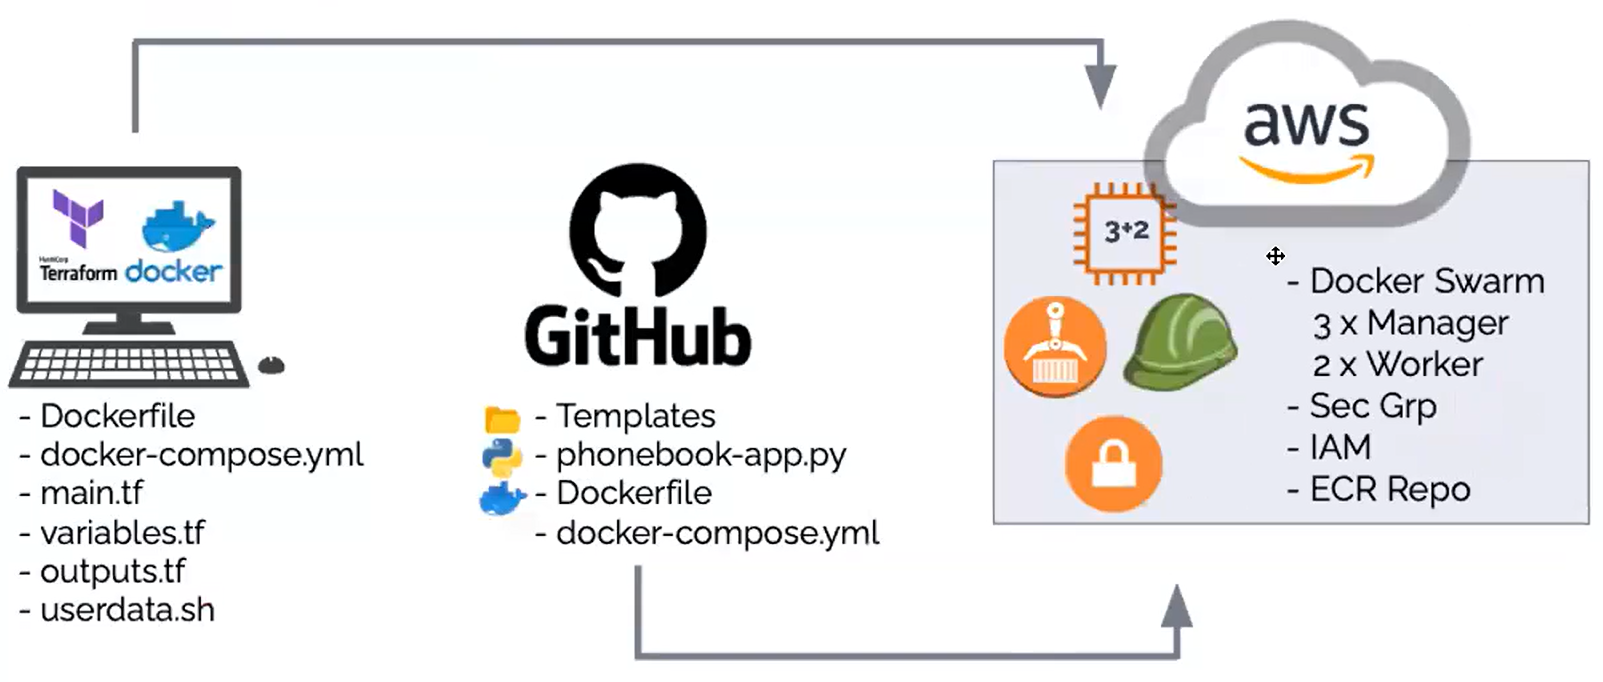 aws
3+2
HashiCorp
Terraform
docker
GitHub
- Dockerfile
- docker-compose.yml
- main.tf
- variables.tf
- outputs.tf
- userdata.sh
- Templates
- phonebook-app.py
- Dockerfile
- docker-compose.yml
- Docker Swarm
3 x Manager
2 x Worker
- Sec Grp
- IAM
- ECR Repo